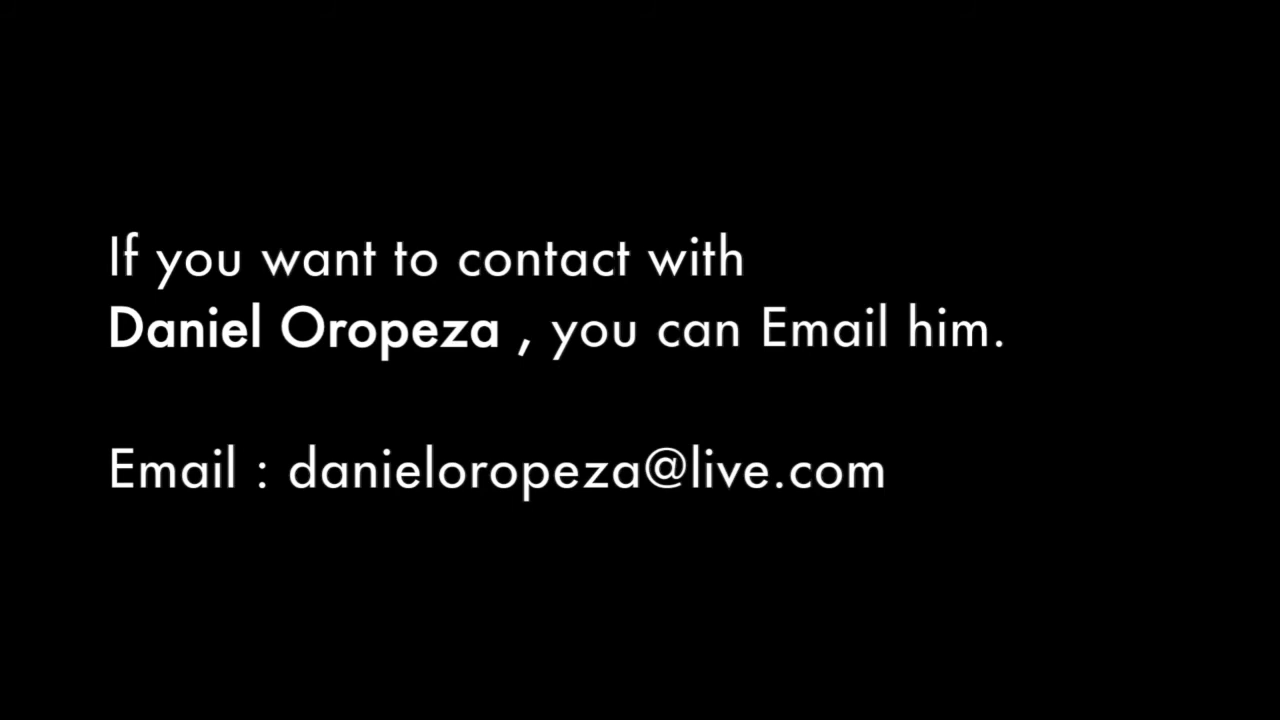 If you want to contact with
Daniel Oropeza , you can Email him.
Email : danieloropeza@live.com